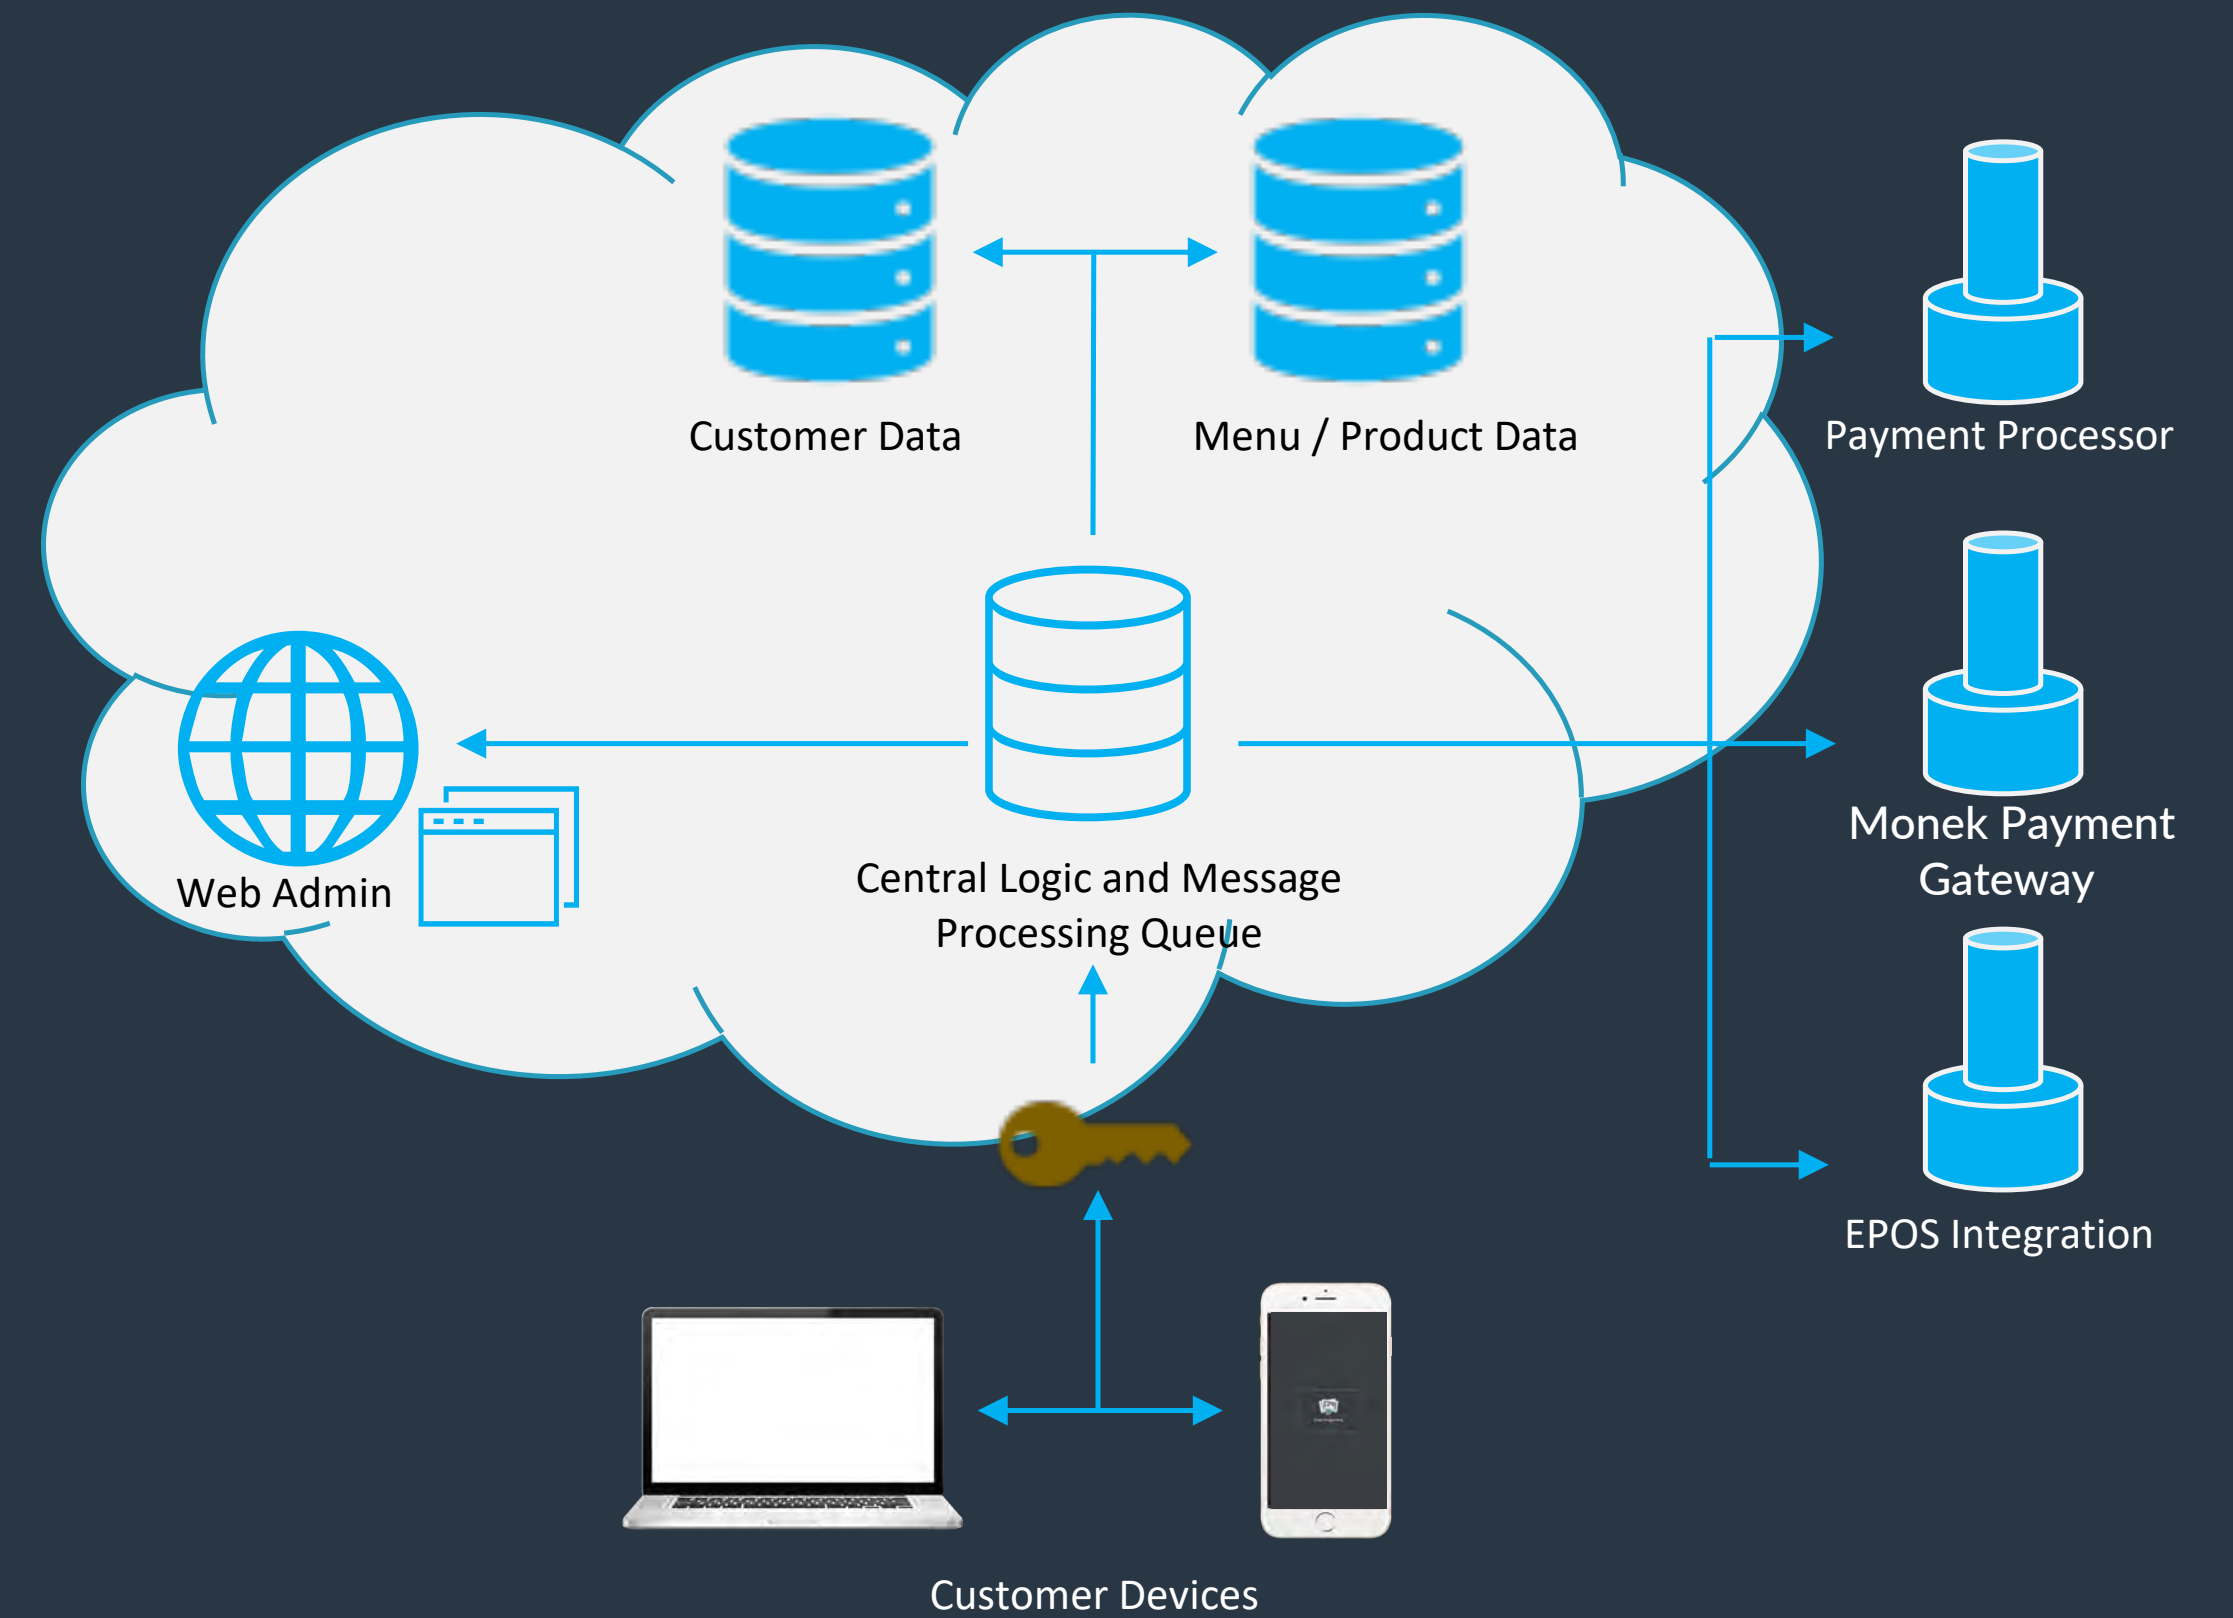 Customer Data
Menu / Product Data
Payment Processor
Monek Payment
Gateway
Web Admin
Central Logic and Message
Processing Queue
EPOS Integration
Customer Devices